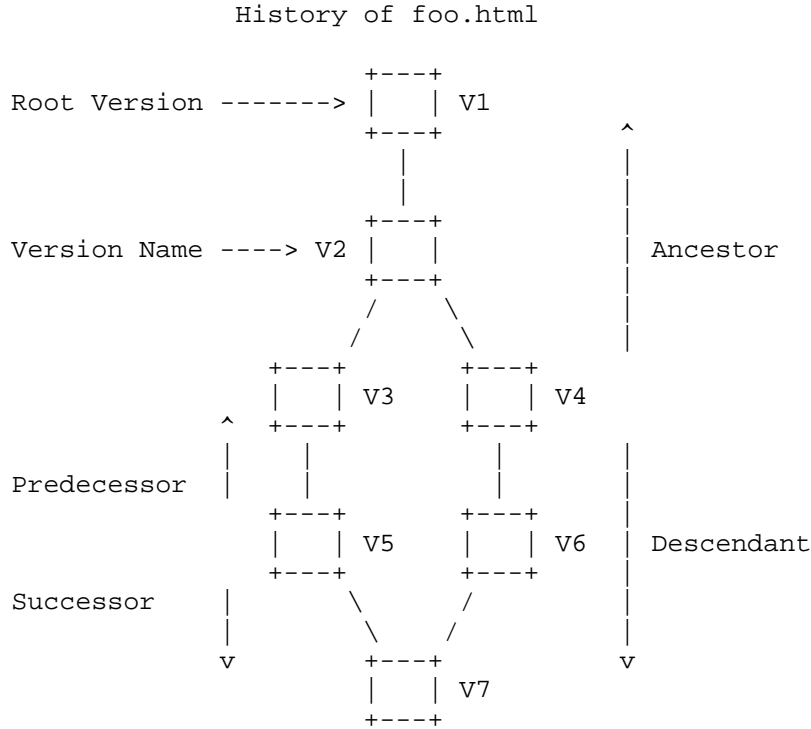 History of foo.html
Root Version -------> V1
Version Name ----> V2
Ancestor
V3 V4
Predecessor
V5 V6 Descendant
Successor
V7